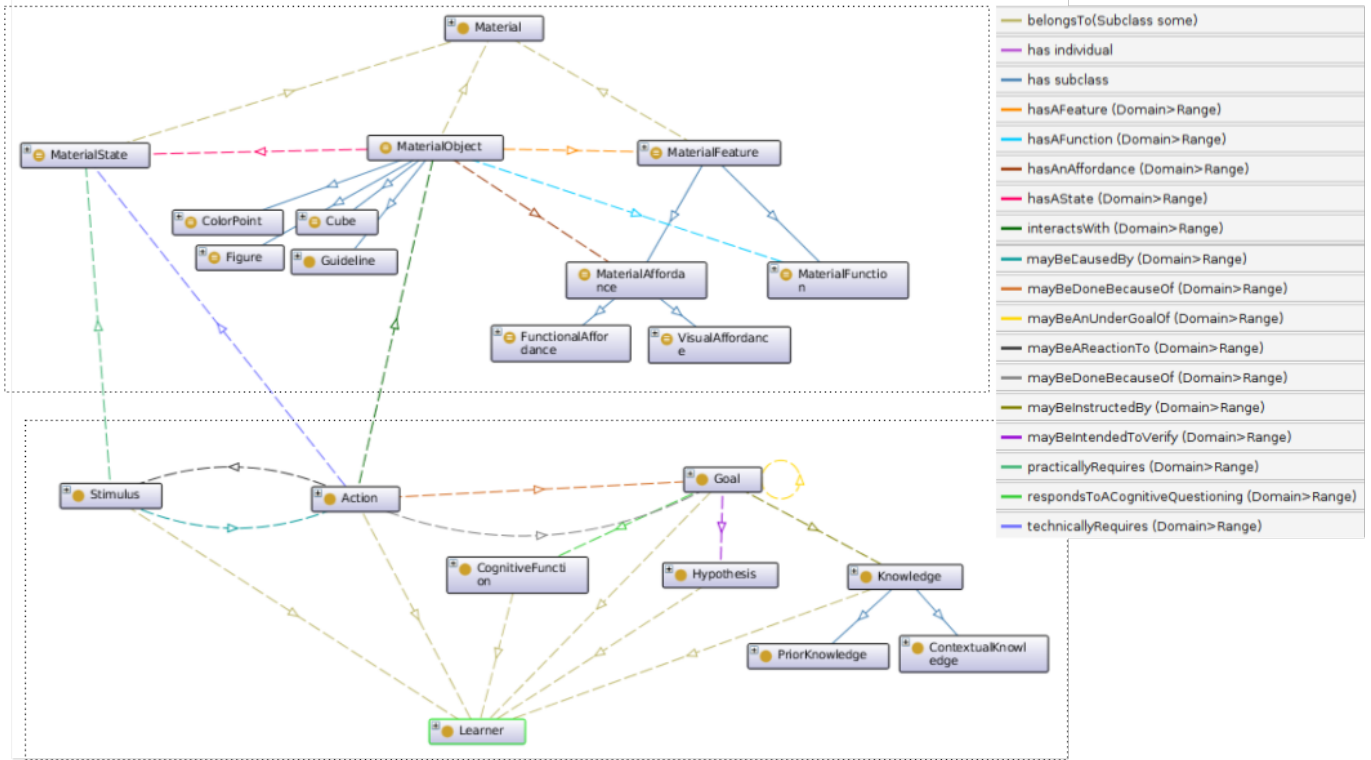 Material
MaterialState
MaterialObject
MaterialFeature
ColorPoint
Cube
Figure
Guideline
MaterialAfforda
nce
MaterialFunctio
n
FunctionalAffor
dance
VisualAffordanc
e
Stimulus
Action
Goal
CognitiveFuncti
on
Hypothesis
Knowledge
PriorKnowledge
ContextualKnowl
edge
Learner
belongsTo(Subclass some)
has individual
has subclass
hasAFeature (Domain>Range)
hasAFunction (Domain>Range)
hasAnAffordance (Domain>Range)
hasAState (Domain>Range)
interactsWith (Domain>Range)
mayBeCausedBy (Domain>Range)
mayBeDoneBecauseOf (Domain>Range)
mayBeAnUnderGoalOf (Domain>Range)
mayBeAReactionTo (Domain>Range)
mayBeDoneBecauseOf (Domain>Range)
mayBeInstructedBy (Domain>Range)
mayBeIntendedToVerify (Domain>Range)
practicallyRequires (Domain>Range)
respondsToACognitiveQuestioning (Domain>Range)
technicallyRequires (Domain>Range)